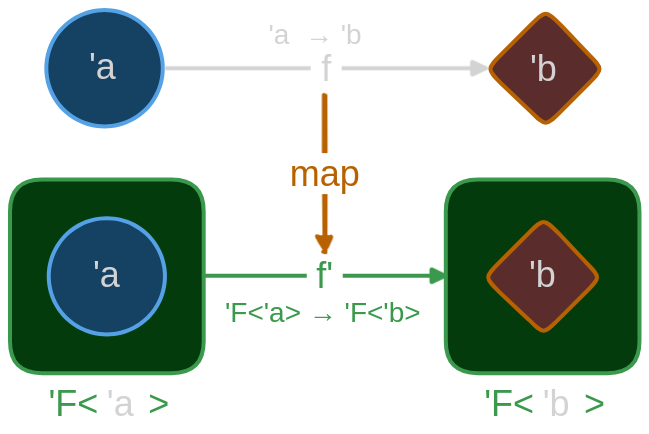 'a → 'b
'a f 'b
map
'a f' 'b
'F<'a> → 'F<'b>
'F< 'a > 'F< 'b >